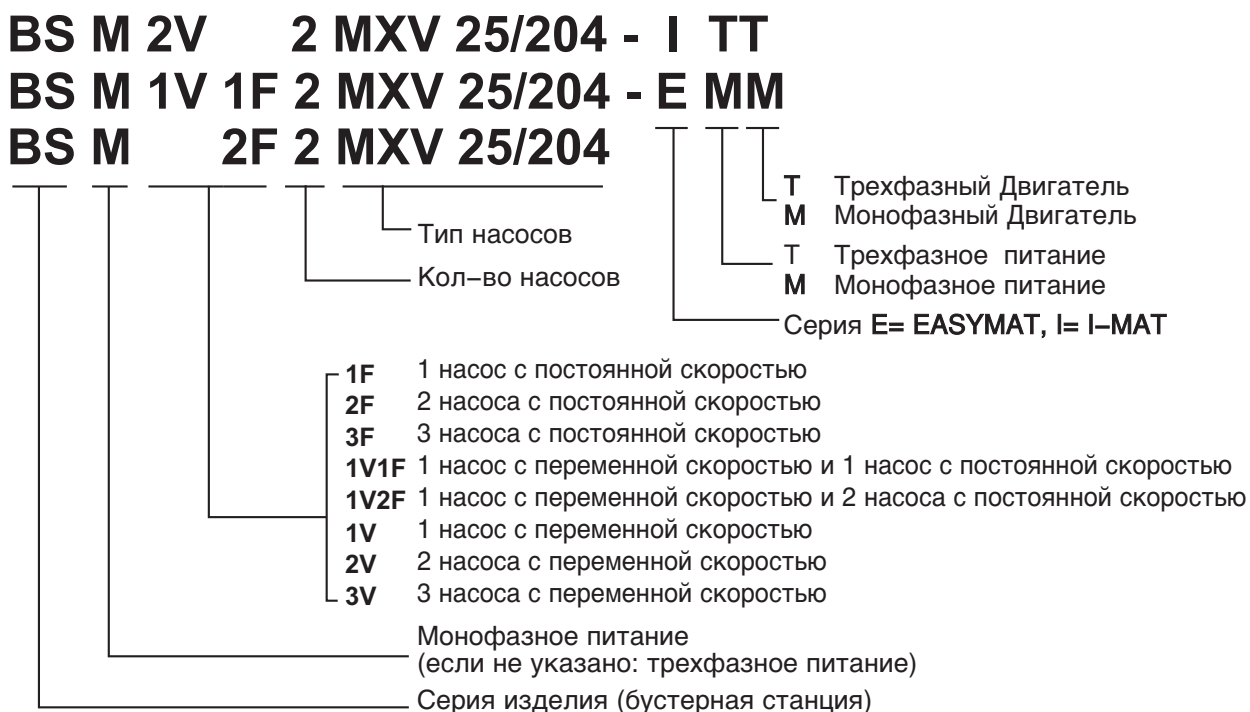 BS M 2V 2 MXV 25/204 - I TT
BS M 1V 1F 2 MXV 25/204 - E MM
BS M 2F 2 MXV 25/204
T Трехфазный Двигатель
M Монофазный Двигатель
Тип насосов
T Трехфазное питание
Кол–во насосов
M Монофазное питание
Серия E= EASYMAT, I= I–MAT
1F 1 насос с постоянной скоростью
2F 2 насоса с постоянной скоростью
3F 3 насоса с постоянной скоростью
1V1F 1 насос с переменной скоростью и 1 насос с постоянной скоростью
1V2F 1 насос с переменной скоростью и 2 насоса с постоянной скоростью
1V 1 насос с переменной скоростью
2V 2 насоса с переменной скоростью
3V 3 насоса с переменной скоростью
Монофазное питание
(если не указано: трехфазное питание)
Серия изделия (бустерная станция)